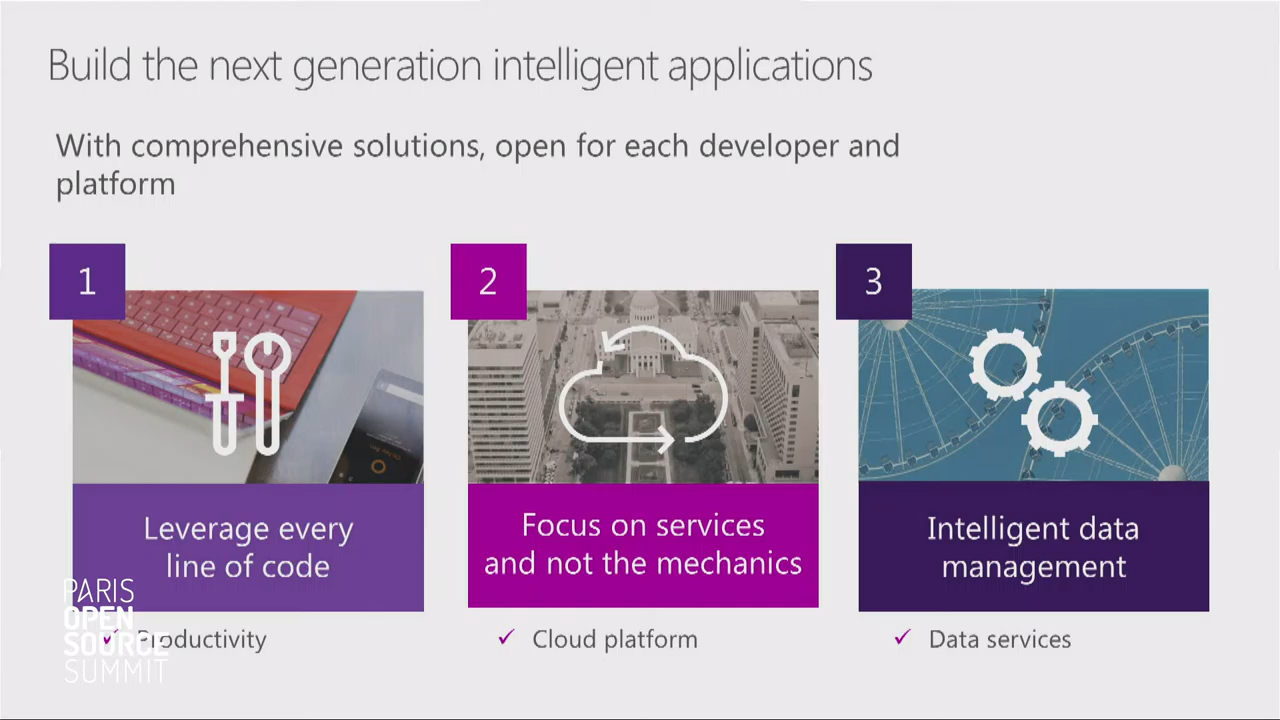 Build the next generation intelligent applications
With comprehensive solutions, open for each developer and
platform
1
2
3
Leverage every
line of code
Focus on services
and not the mechanics
Intelligent data
management
Productivity
Cloud platform
Data services
PARIS
OPEN
SOURCE
SUMMIT